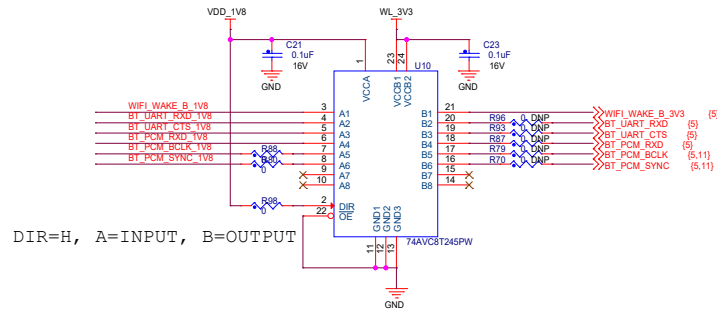 VDD_1V8
WL_3V3
C21
0.1uF
16V
GND
C23
0.1uF
16V
GND
1
23
24
U10
VCCA
VCCB1
VCCB2
WIFI_WAKE_B_1V8
3
A1
B1
21
WIFI_WAKE_B_3V3
{5}
BT_UART_RXD_1V8
4
A2
B2
20
R96
0
DNP
BT_UART_RXD
{5}
BT_UART_CTS_1V8
5
A3
B3
19
R93
0
DNP
BT_UART_CTS
{5}
BT_PCM_RXD_1V8
6
A4
B4
18
R87
0
DNP
BT_PCM_RXD
{5}
BT_PCM_BCLK_1V8
R88
0
7
A5
B5
17
R79
0
DNP
BT_PCM_BCLK
{5,11}
BT_PCM_SYNC_1V8
R80
0
8
A6
B6
16
R70
0
DNP
BT_PCM_SYNC
{5,11}
9
A7
B7
15
10
A8
B8
14
R98
0
2
DIR
22
OE
GND1
GND2
GND3
DIR=H, A=INPUT, B=OUTPUT
74AVC8T245PW
11
12
13
GND